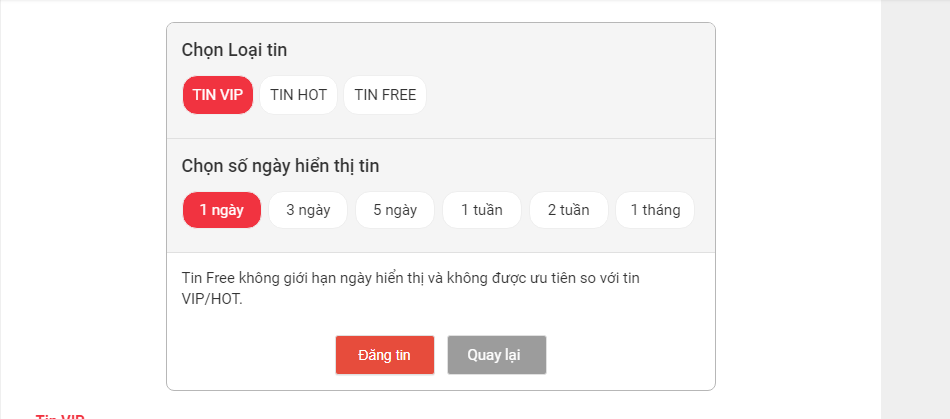 Chọn Loại tin
TIN VIP TIN HOT TIN FREE
Chọn số ngày hiển thị tin
1 ngày 3 ngày 5 ngày 1 tuần 2 tuần 1 tháng
Tin Free không giới hạn ngày hiển thị và không được ưu tiên so với tin
VIP/HOT.
Đăng tin Quay lại
Tin VIP